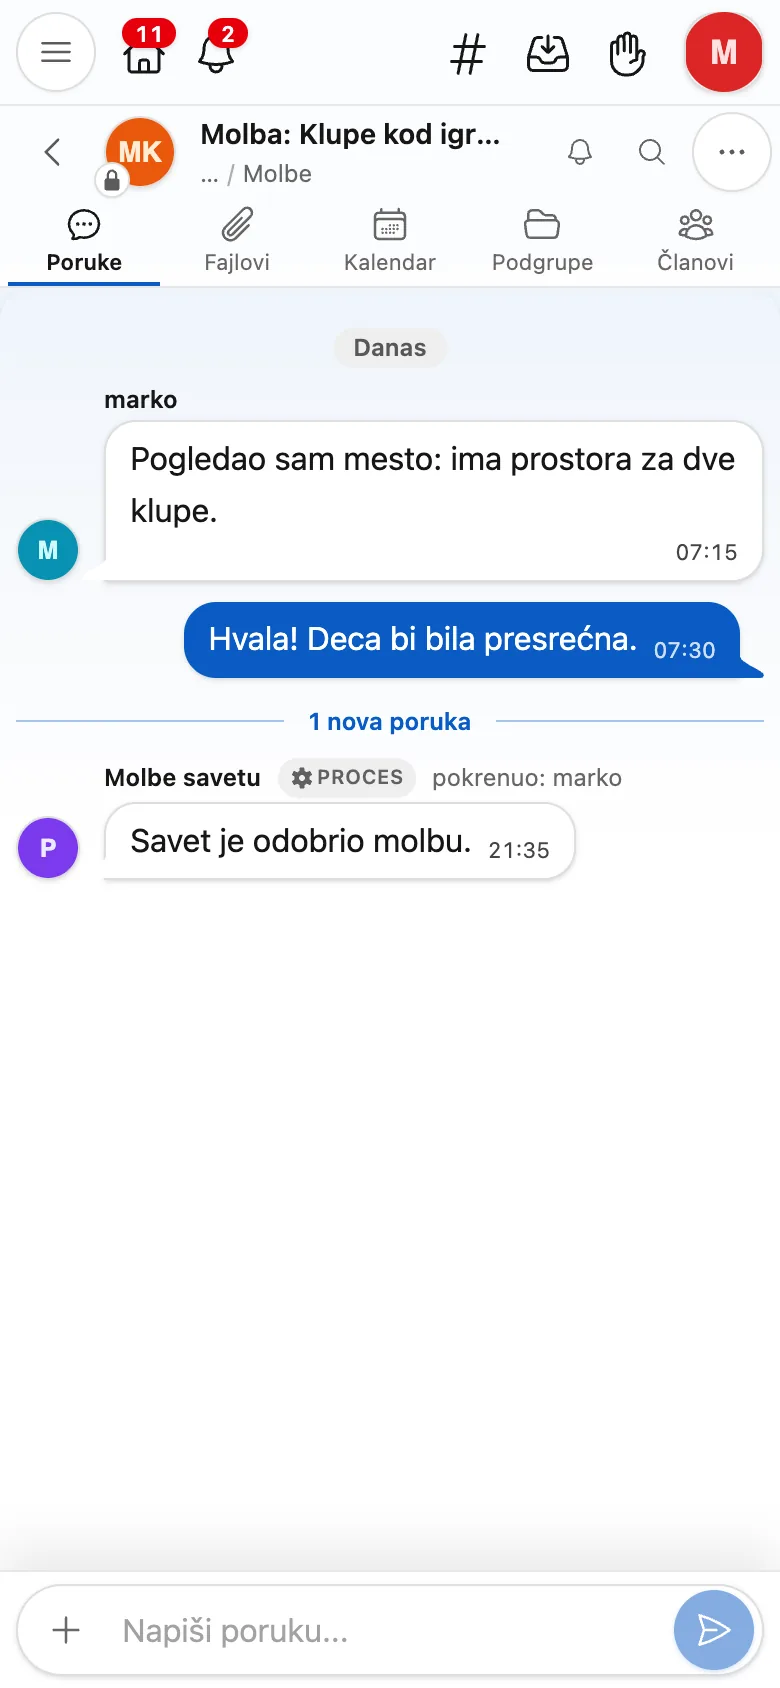 11
2
M
MK
Molba: Klupe kod igr...
... / Molbe
Poruke
Fajlovi
Kalendar
Podgrupe
Članovi
Danas
marko
Pogledao sam mesto: ima prostora za dve
klupe.
07:15
M
Hvala! Deca bi bila presrećna. 07:30
1 nova poruka
Molbe savetu PROCES pokrenuo: marko
P
Savet je odobrio molbu. 21:35
Napiši poruku...